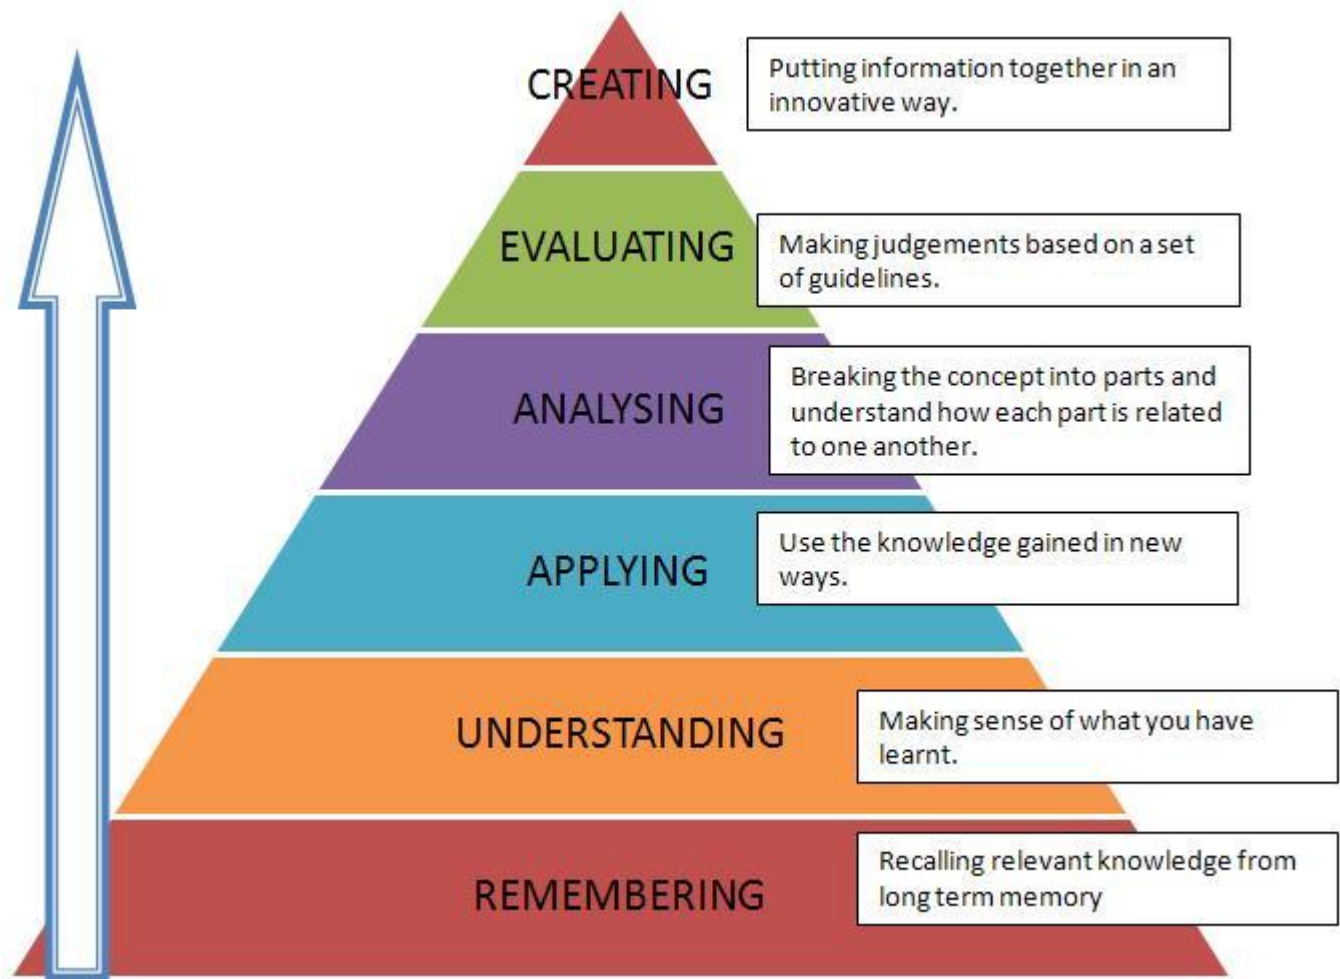 CREATING
Putting information together in an
innovative way.
EVALUATING
Making judgements based on a set
of guidelines.
ANALYSING
Breaking the concept into parts and
understand how each part is related
to one another.
APPLYING
Use the knowledge gained in new
ways.
UNDERSTANDING
Making sense of what you have
learnt.
REMEMBERING
Recalling relevant knowledge from
long term memory